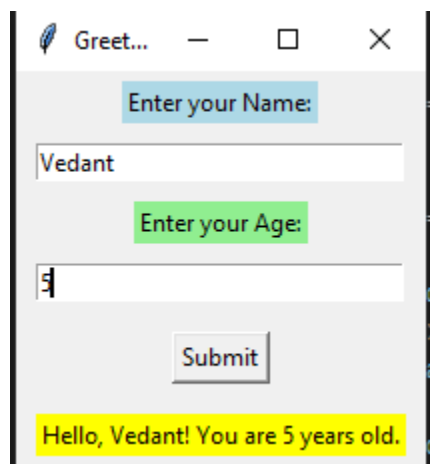 Greet...
Enter your Name:
Vedant
Enter your Age:
5
Submit
Hello, Vedant! You are 5 years old.